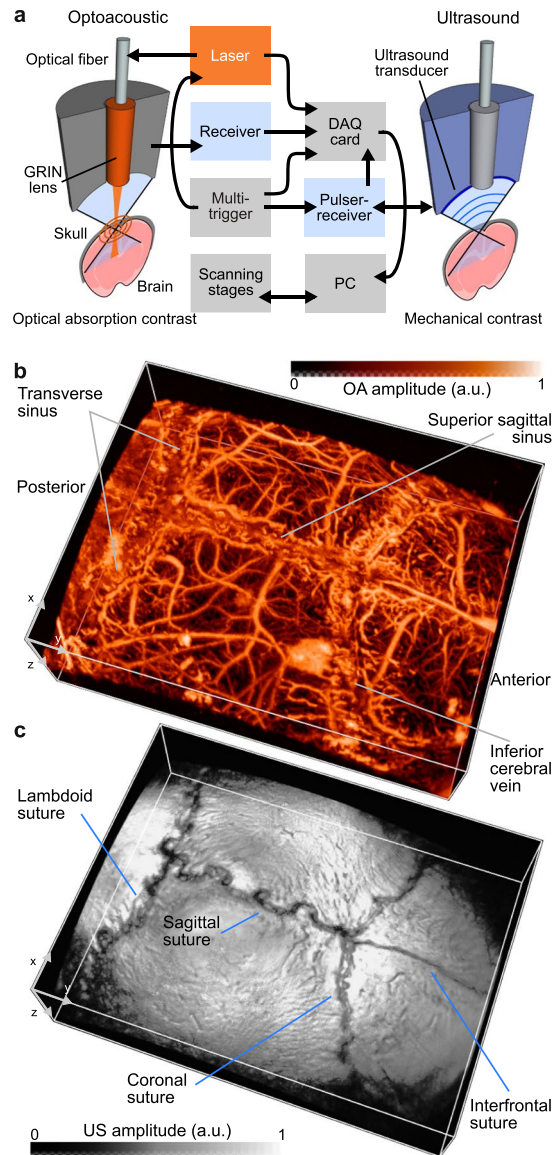 a
Optoacoustic
Ultrasound
Optical fiber
Laser
Ultrasound
transducer
Receiver
DAQ
card
GRIN
lens
Multi-
trigger
Pulser-
receiver
Skull
Scanning
stages
PC
Brain
Optical absorption contrast
Mechanical contrast
b
0
1
OA amplitude (a.u.)
Transverse
sinus
Superior sagittal
sinus
Posterior
x
y
z
Anterior
Inferior
cerebral
vein
c
Lambdoid
suture
Sagittal
suture
x
y
z
Coronal
suture
Interfrontal
suture
0 US amplitude (a.u.) 1